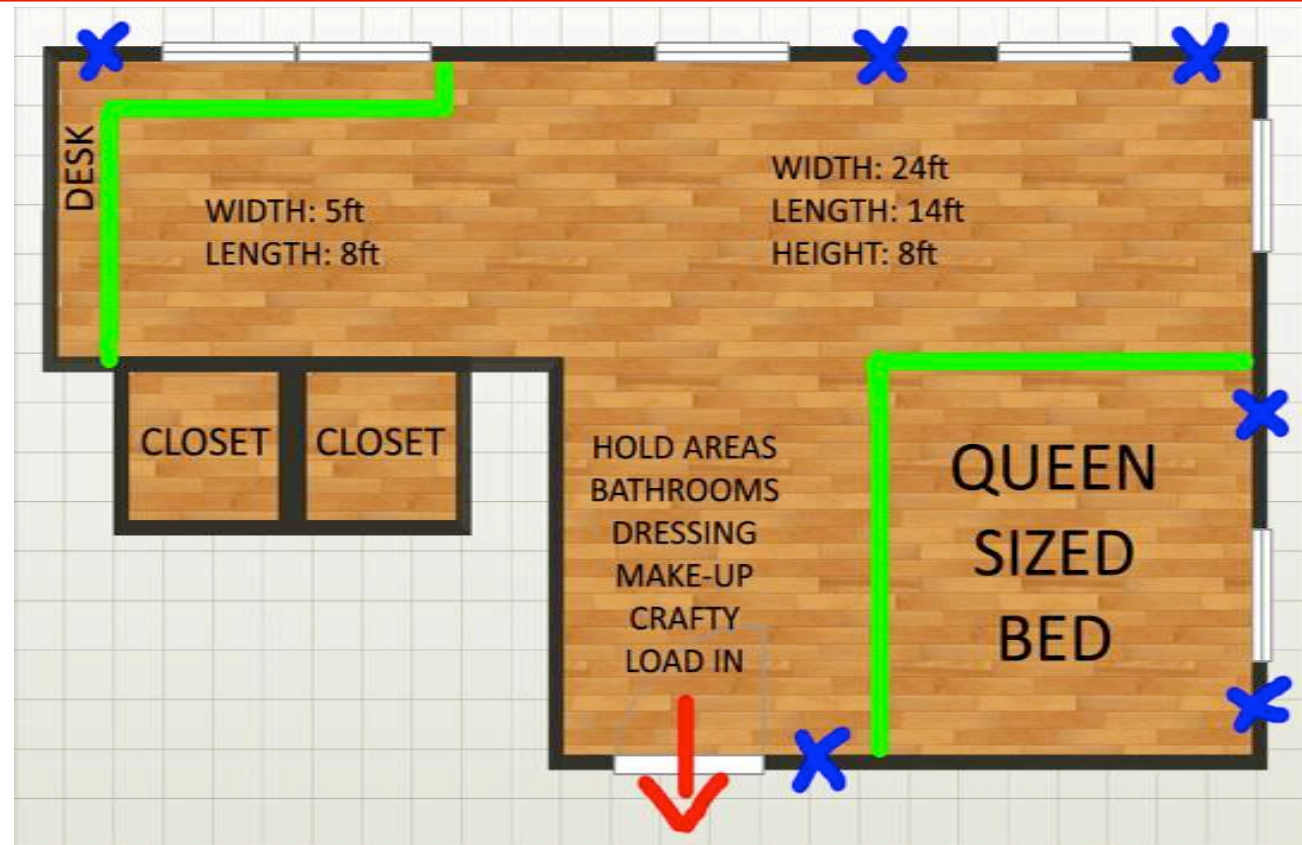 DESK
WIDTH: 5ft
LENGTH: 8ft
WIDTH: 24ft
LENGTH: 14ft
HEIGHT: 8ft
CLOSET
CLOSET
HOLD AREAS
BATHROOMS
DRESSING
MAKE-UP
CRAFTY
LOAD IN
QUEEN
SIZED
BED